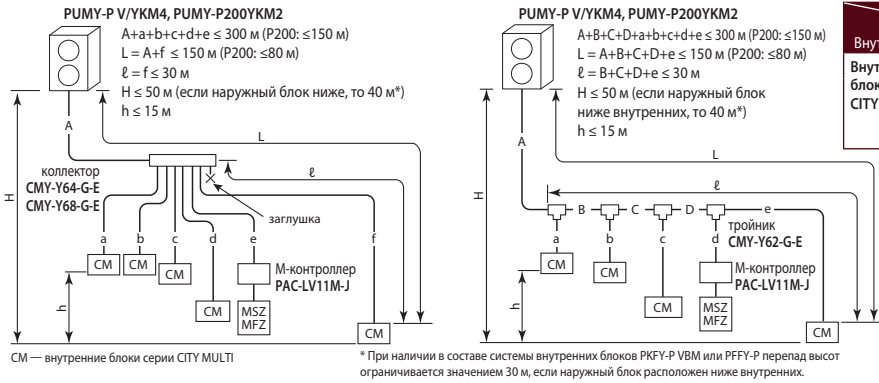 PUMY-P V/YKM4, PUMY-P200YKM2
A+a+b+c+d+e ≤ 300 м (P200: ≤150 м)
L = A+f ≤ 150 м (P200: ≤80 м)
ℓ = f ≤ 30 м
H ≤ 50 м (если наружный блок ниже, то 40 м*)
h ≤ 15 м
A
L
H
коллектор
CMY-Y64-G-E
CMY-Y68-G-E
ℓ
заглушка
a
b
c
d
e
f
CM
CM
CM
М-контроллер
PAC-LV11M-J
h
CM
MSZ
MFZ
CM
CM — внутренние блоки серии CITY MULTI
PUMY-P V/YKM4, PUMY-P200YKM2
A+B+C+D+a+b+c+d+e ≤ 300 м (P200: ≤150 м)
L = A+B+C+D+e ≤ 150 м (P200: ≤80 м)
ℓ = B+C+D+e ≤ 30 м
H ≤ 50 м (если наружный блок
ниже внутренних, то 40 м*)
h ≤ 15 м
A
L
H
ℓ
B
C
D
e
тройник
CMY-Y62-G-E
a
b
c
d
CM
CM
М-контроллер
PAC-LV11M-J
h
CM
MSZ
MFZ
CM
* При наличии в составе системы внутренних блоков PKFY-P VBM или PFFY-P перепад высот
ограничивается значением 30 м, если наружный блок расположен ниже внутренних.
Внут
Внут
блок
CITY